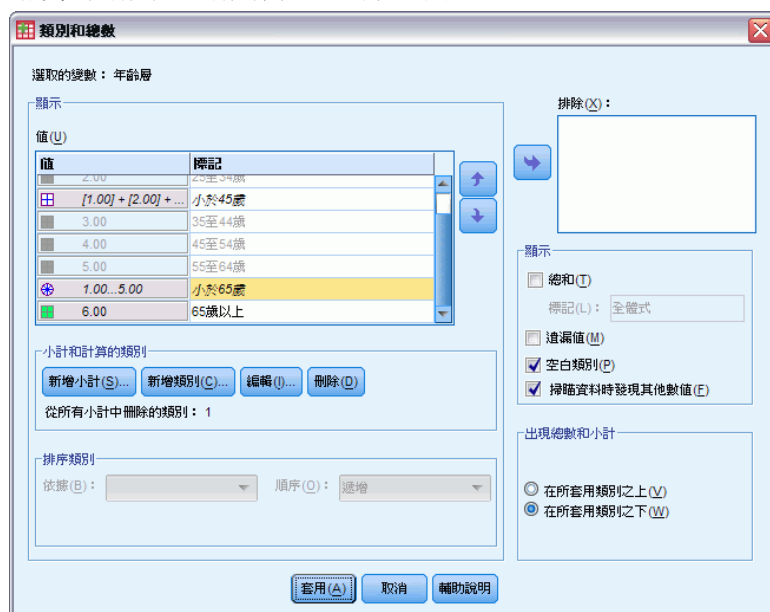 類別和總數
選取的變數：年齡層
顯示
值(U)
值 標記
2.00 25至34歲
[1.00] + [2.00] + ... 小於45歲
3.00 35至44歲
4.00 45至54歲
5.00 55至64歲
1.00...5.00 小於65歲
6.00 65歲以上
小計和計算的類別
新增小計(S)... 新增類別(C)... 編輯(I)... 刪除(D)
從所有小計中刪除的類別：1
排序類別
依據(B)： 順序(O)： 遞增
排除(X)：
顯示
總和(T)
標記(L)： 全體式
遺漏值(M)
空白類別(P)
掃瞄資料時發現其他數值(F)
出現總數和小計
在所套用類別之上(V)
在所套用類別之下(W)
套用(A) 取消 輔助說明